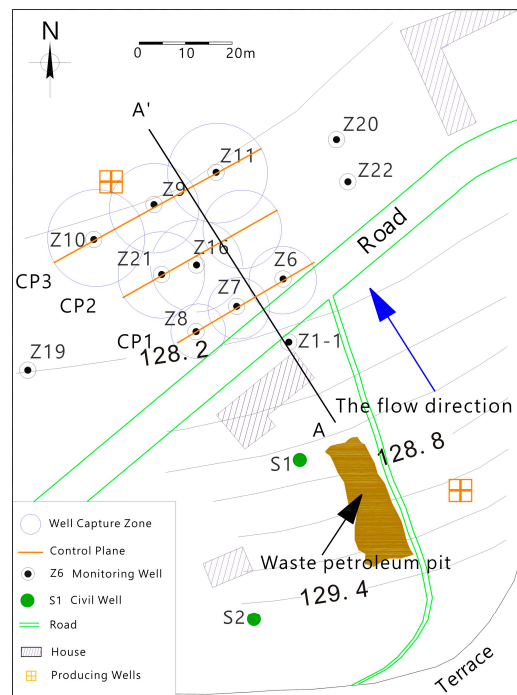 N
0 10 20m
A'
Z20
Z11
Z22
Z9
Road
Z10
Z16
Z21
Z6
CP3
CP2
Z7
Z8
CP1
Z1-1
128.2
Z19
The flow direction
A
128.8
S1
Well Capture Zone
Control Plane
Waste petroleum pit
Z6 Monitoring Well
129.4
S1 Civil Well
S2
Road
House
Terrace
Producing Wells